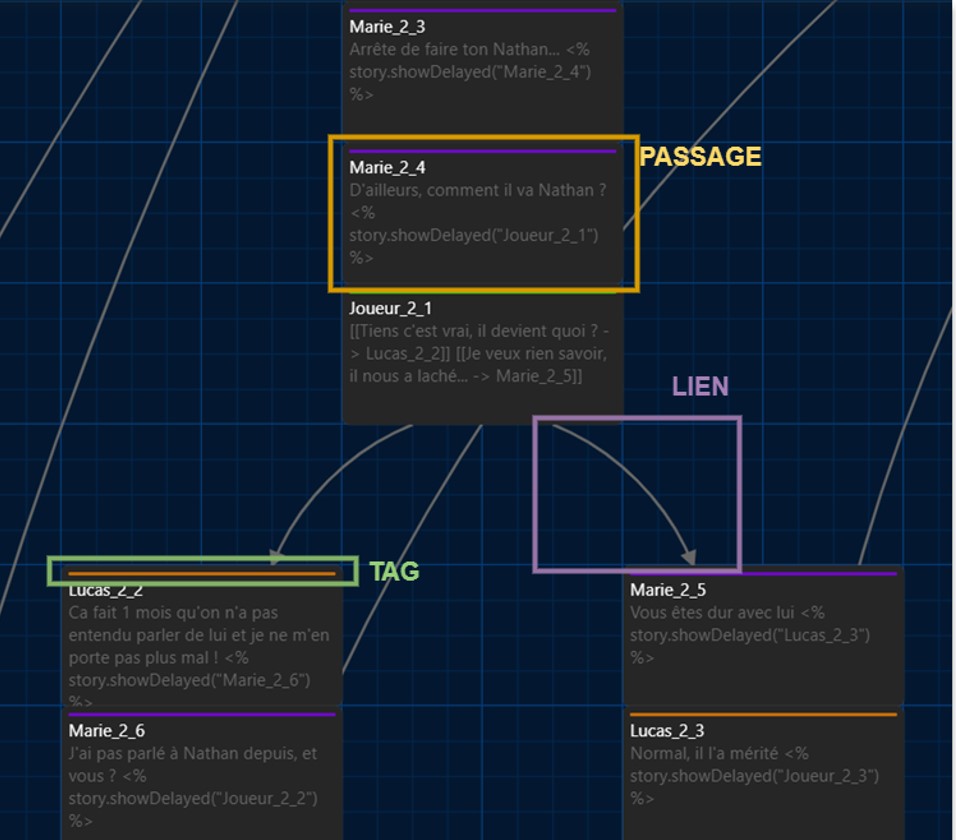 Marie_2_3
Arrête de faire ton Nathan... <%
story.showDelayed("Marie_2_4")
%>
PASSAGE
Marie_2_4
D'ailleurs, comment il va Nathan ?
<%
story.showDelayed("Joueur_2_1")
%>
Joueur_2_1
[[Tiens c'est vrai, il devient quoi ? -
> Lucas_2_2]] [[Je veux rien savoir,
il nous a laché... -> Marie_2_5]]
LIEN
TAG
Lucas_2_2
Ca fait 1 mois qu'on n'a pas
entendu parler de lui et je ne m'en
porte pas plus mal ! <%
story.showDelayed("Marie_2_6")
%>
Marie_2_5
Vous êtes dur avec lui <%
story.showDelayed("Lucas_2_3")
%>
Marie_2_6
J'ai pas parlé à Nathan depuis, et
vous ? <%
story.showDelayed("Joueur_2_2")
%>
Lucas_2_3
Normal, il l'a mérité <%
story.showDelayed("Joueur_2_3")
%>